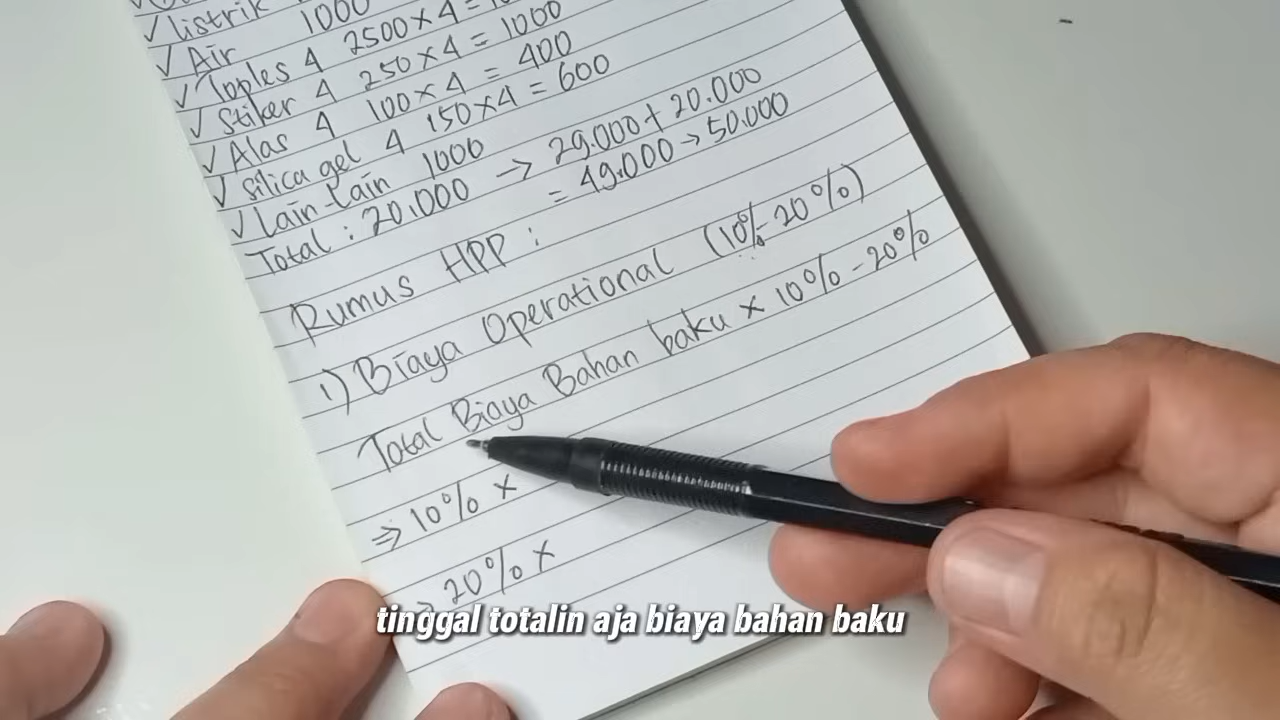 √ listrik
√ Air 1000
√ Toples 4 2500 x 4 =
√ Stiker 4 250 x 4 = 1000
√ Alas 4 100 x 4 = 400
√ Silica gel 4 150 x 4 = 600
√ Lain-lain 1000
Total : 20.000 → 29.000 + 20.000
= 49.000 → 50.000
Rumus HPP :
1) Biaya Operational (10% - 20%)
Total Biaya Bahan baku x 10% - 20%
⇒ 10% x
⇒ 20% x
tinggal totalin aja biaya bahan baku